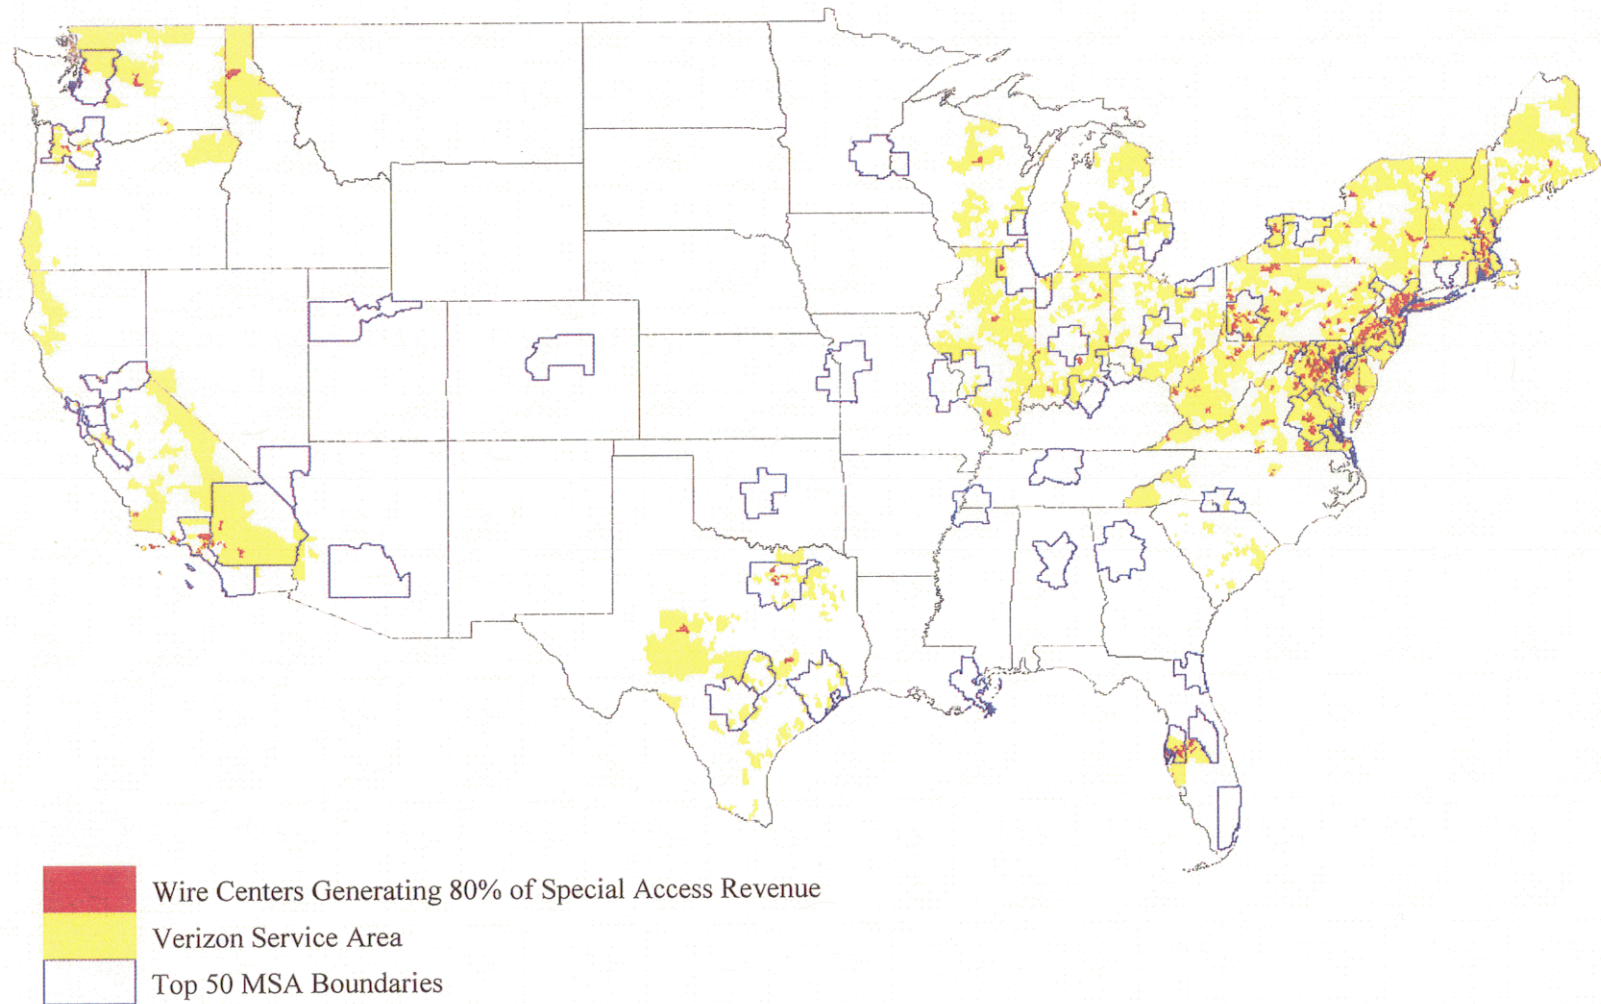 Wire Centers Generating 80% of Special Access Revenue
Verizon Service Area
Top 50 MSA Boundaries